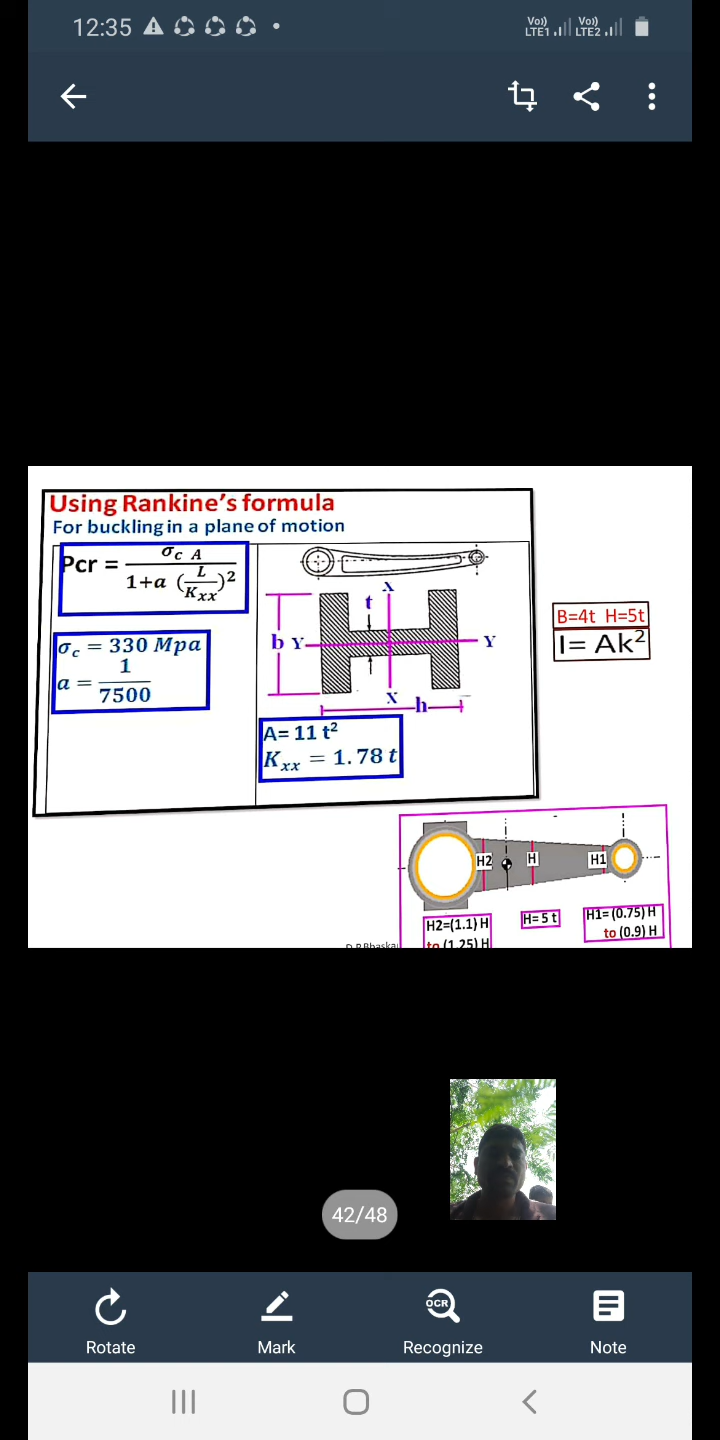 12:35
Vo)) LTE1 Vo)) LTE2
Using Rankine's formula
For buckling in a plane of motion
Pcr = σc A / 1+a (L/Kxx)²
σc = 330 Mpa
a = 1/7500
t
X
b Y
Y
X
h
A= 11 t²
Kxx = 1.78 t
B=4t H=5t
I= Ak²
H2
H
H1
H2=(1.1) H
to (1.25) H
H= 5 t
H1= (0.75) H
to (0.9) H
42/48
OCR
Rotate
Mark
Recognize
Note